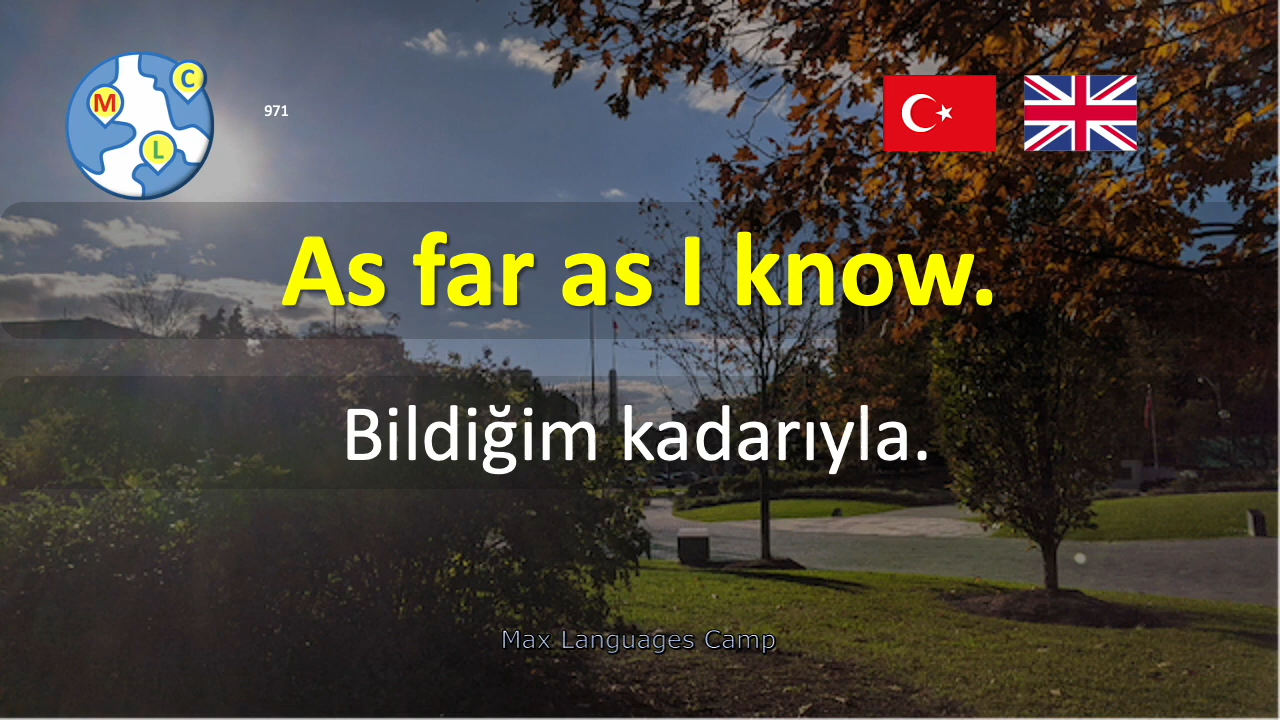 C
M
L
971
As far as I know.
Bildiğim kadarıyla.
Max Languages Camp